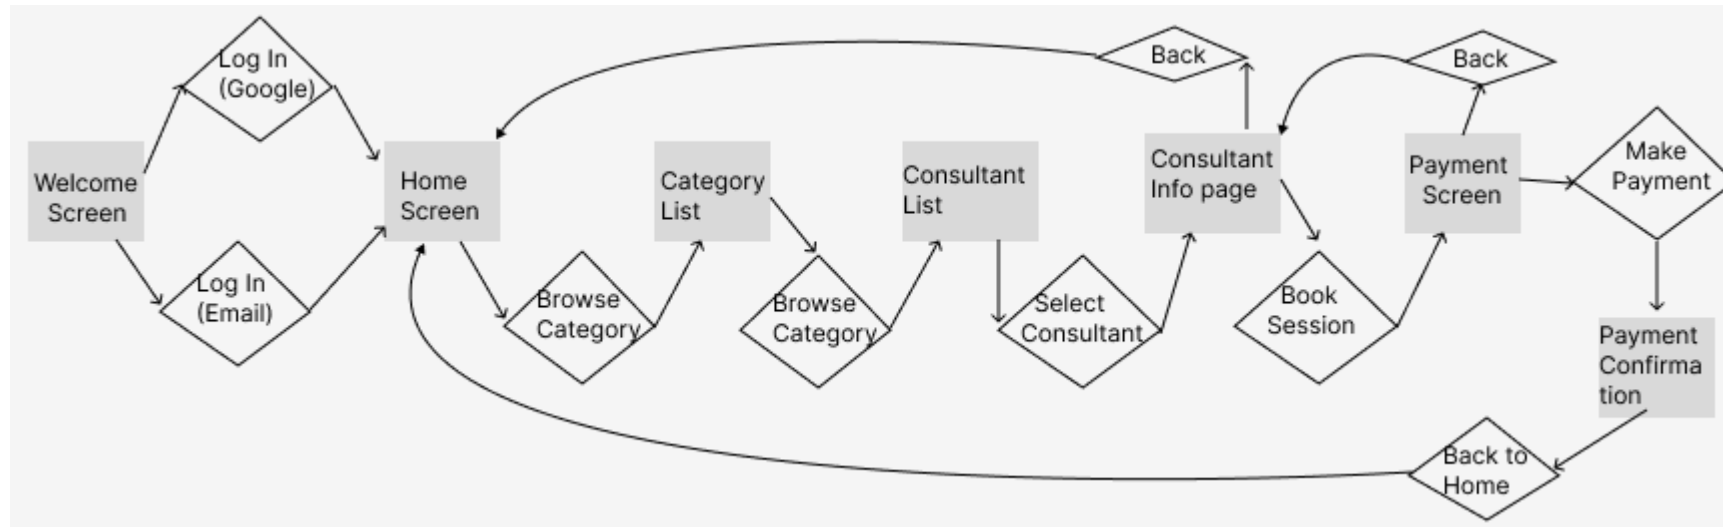 Log In
(Google)
Back
Back
Welcome
Screen
Home
Screen
Category
List
Consultant
List
Consultant
Info page
Payment
Screen
Make
Payment
Log In
(Email)
Browse
Category
Browse
Category
Select
Consultant
Book
Session
Payment
Confirma
tion
Back to
Home